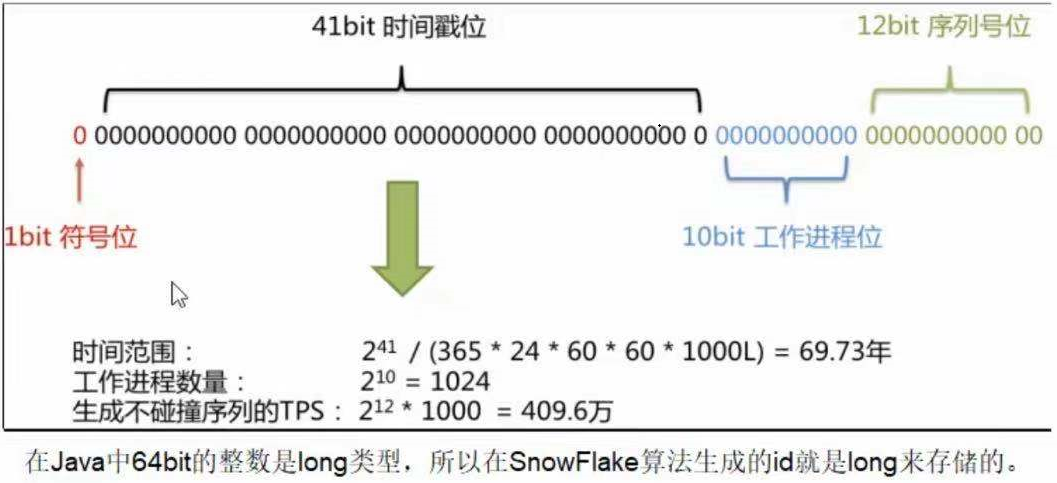 41bit 时间戳位 12bit 序列号位
0 0000000000 0000000000 0000000000 0000000000 0 0000000000 0000000000 00
1bit 符号位 10bit 工作进程位
时间范围: 2⁴¹ / (365 * 24 * 60 * 60 * 1000L) = 69.73年
工作进程数量: 2¹⁰ = 1024
生成不碰撞序列的TPS: 2¹² * 1000 = 409.6万
在Java中64bit的整数是long类型，所以在SnowFlake算法生成的id就是long来存储的。